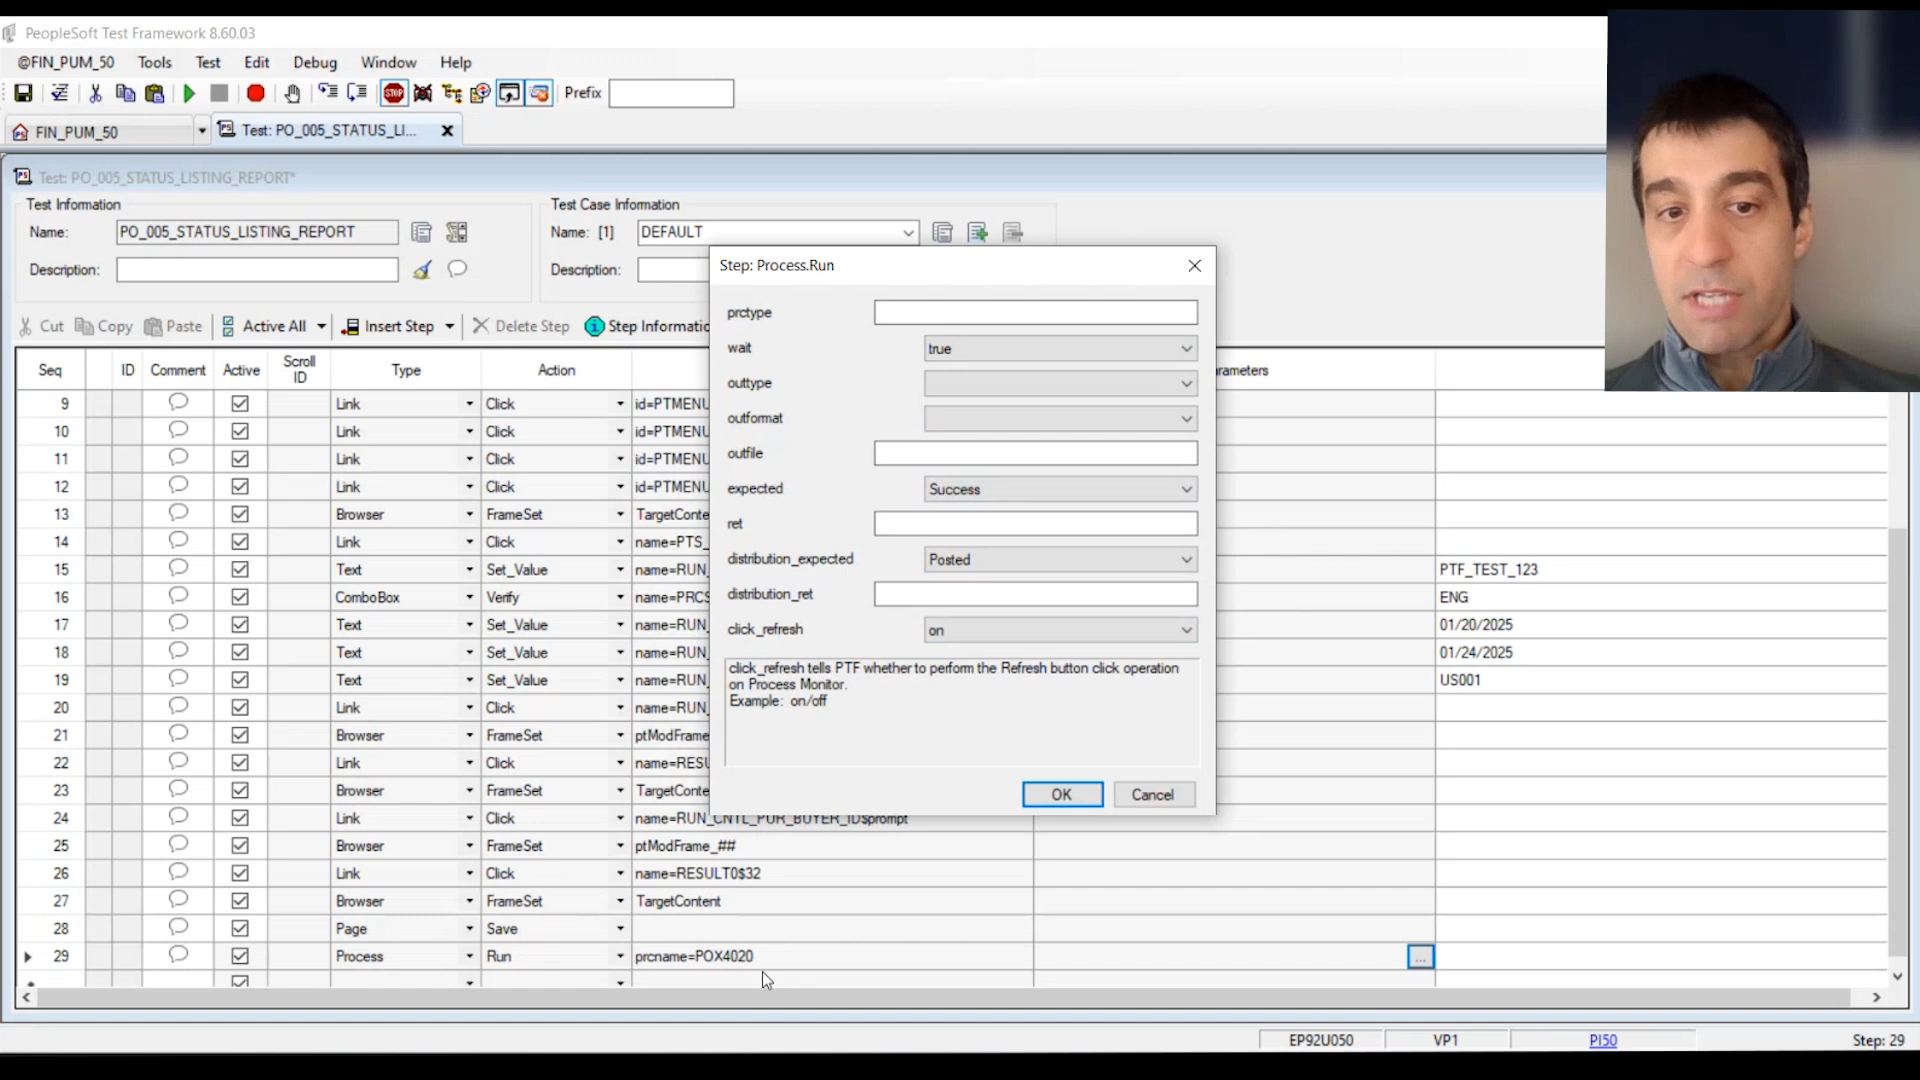 PeopleSoft Test Framework 8.60.03
@FIN_PUM_50 Tools Test Edit Debug Window Help
STOP Prefix
FIN_PUM_50 Test: PO_005_STATUS_LI...
Test: PO_005_STATUS_LISTING_REPORT*
Test Information Test Case Information
Name: PO_005_STATUS_LISTING_REPORT Name: [1] DEFAULT
Description: Description:
Cut Copy Paste Active All Insert Step Delete Step Step Informatio
Seq ID Comment Active Scroll ID Type Action rameters
9 Link Click id=PTMENU
10 Link Click id=PTMENU
11 Link Click id=PTMENU
12 Link Click id=PTMENU
13 Browser FrameSet TargetConte
14 Link Click name=PTS_
15 Text Set_Value name=RUN_ PTF_TEST_123
16 ComboBox Verify name=PRCS ENG
17 Text Set_Value name=RUN_ 01/20/2025
18 Text Set_Value name=RUN_ 01/24/2025
19 Text Set_Value name=RUN_ US001
20 Link Click name=RUN_
21 Browser FrameSet ptModFrame
22 Link Click name=RESU
23 Browser FrameSet TargetConte
24 Link Click name=RUN_CNTL_PUR_BUYER_ID$prompt
25 Browser FrameSet ptModFrame_##
26 Link Click name=RESULT0$32
27 Browser FrameSet TargetContent
28 Page Save
29 Process Run prcname=POX4020 ...
Step: Process.Run
prctype
wait true
outtype
outformat
outfile
expected Success
ret
distribution_expected Posted
distribution_ret
click_refresh on
click_refresh tells PTF whether to perform the Refresh button click operation
on Process Monitor.
Example: on/off
OK Cancel
EP92U050 VP1 PI50 Step: 29